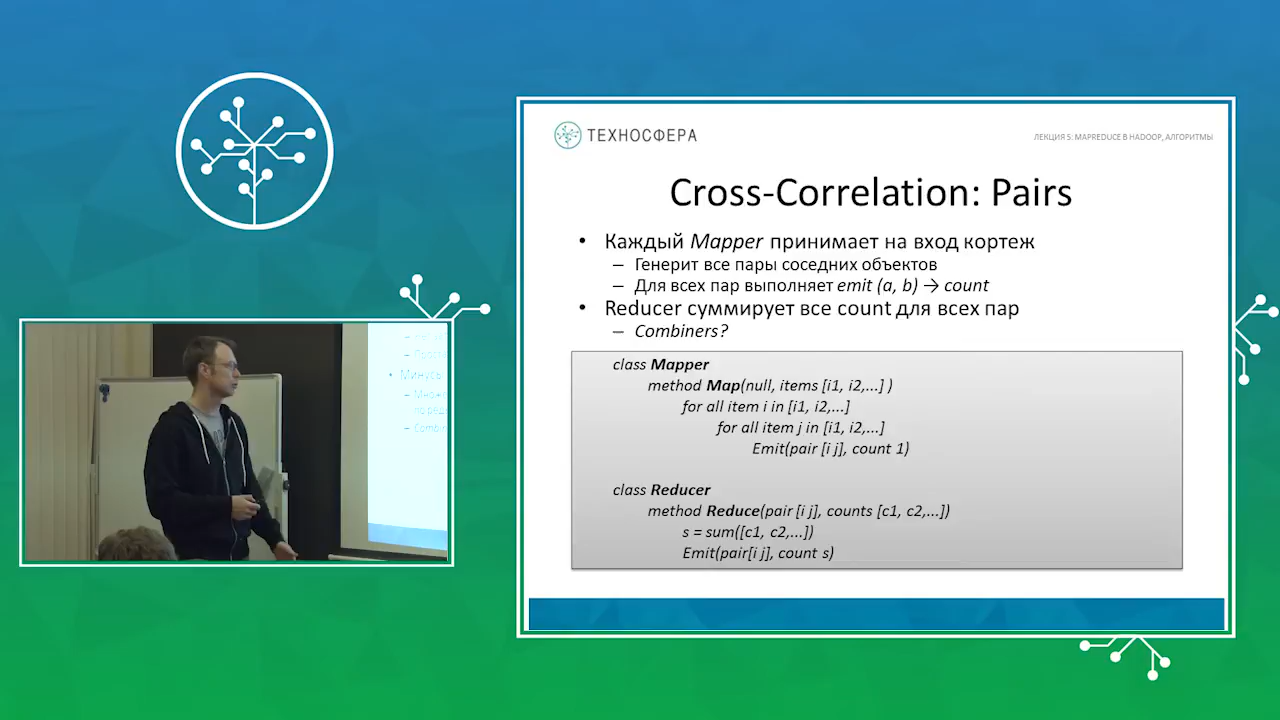 ТЕХНОСФЕРА
ЛЕКЦИЯ 5: MAPREDUCE В HADOOP, АЛГОРИТМЫ
Cross-Correlation: Pairs
• Каждый Mapper принимает на вход кортеж
– Генерит все пары соседних объектов
– Для всех пар выполняет emit (a, b) → count
• Reducer суммирует все count для всех пар
– Combiners?
class Mapper
method Map(null, items [i1, i2,...] )
for all item i in [i1, i2,...]
for all item j in [i1, i2,...]
Emit(pair [i j], count 1)
class Reducer
method Reduce(pair [i j], counts [c1, c2,...])
s = sum([c1, c2,...])
Emit(pair[i j], count s)
• Минусы